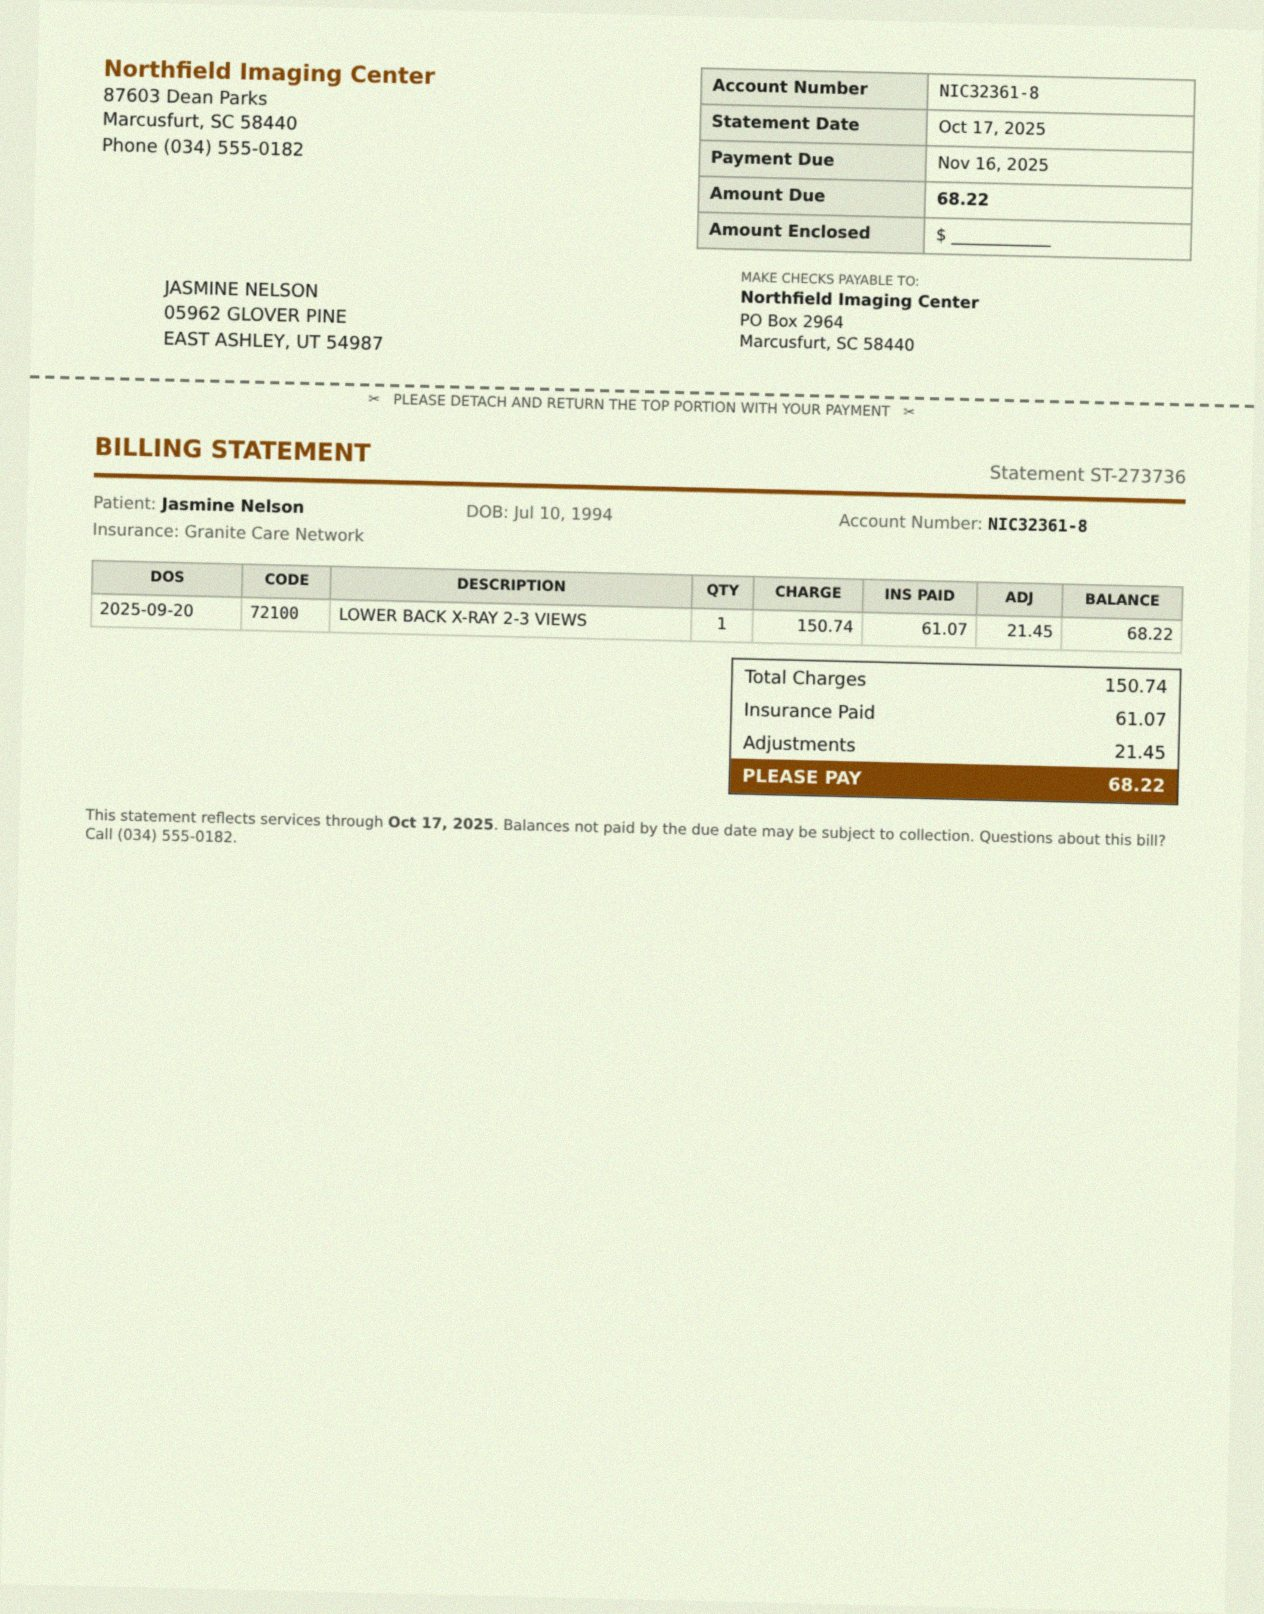 Northfield Imaging Center
87603 Dean Parks
Marcusfurt, SC 58440
Phone (034) 555-0182
Account Number NIC32361-8
Statement Date Oct 17, 2025
Payment Due Nov 16, 2025
Amount Due 68.22
Amount Enclosed $ ___________
JASMINE NELSON
05962 GLOVER PINE
EAST ASHLEY, UT 54987
MAKE CHECKS PAYABLE TO:
Northfield Imaging Center
PO Box 2964
Marcusfurt, SC 58440
✂ PLEASE DETACH AND RETURN THE TOP PORTION WITH YOUR PAYMENT ✂
BILLING STATEMENT
Statement ST-273736
Patient: Jasmine Nelson DOB: Jul 10, 1994 Account Number: NIC32361-8
Insurance: Granite Care Network
DOS CODE DESCRIPTION QTY CHARGE INS PAID ADJ BALANCE
2025-09-20 72100 LOWER BACK X-RAY 2-3 VIEWS 1 150.74 61.07 21.45 68.22
Total Charges 150.74
Insurance Paid 61.07
Adjustments 21.45
PLEASE PAY 68.22
This statement reflects services through Oct 17, 2025. Balances not paid by the due date may be subject to collection. Questions about this bill?
Call (034) 555-0182.